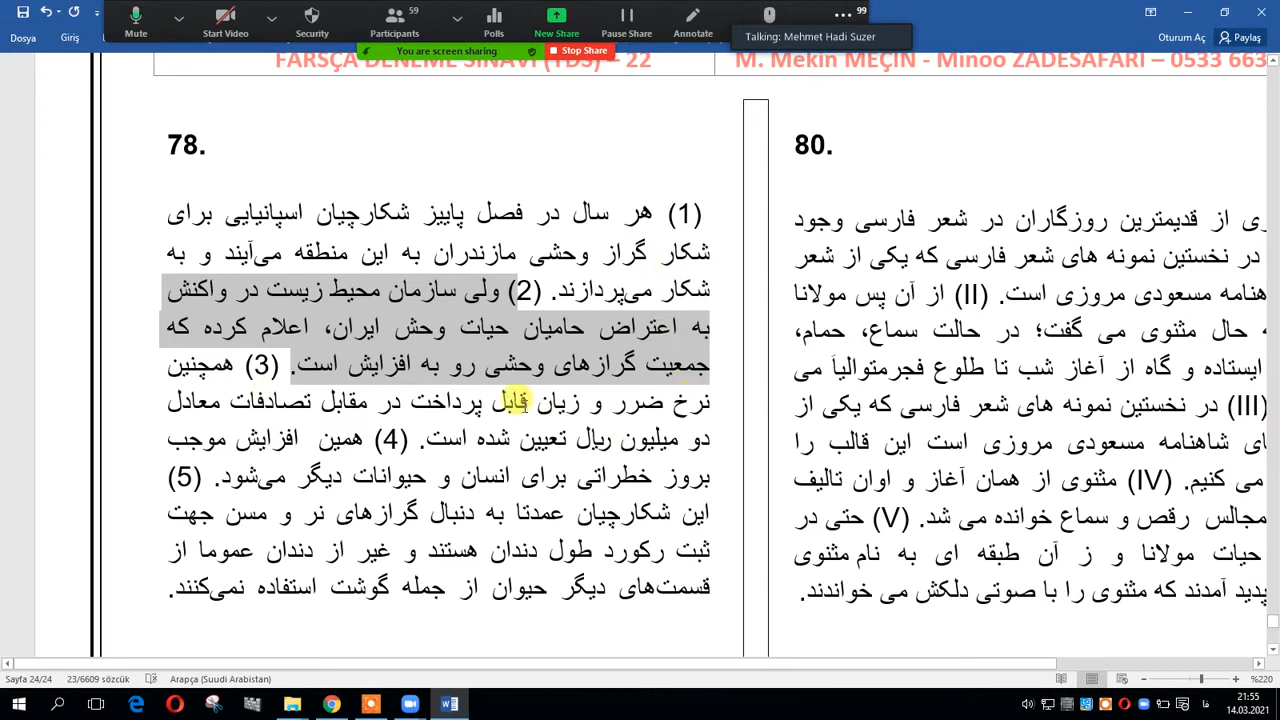 Mute
Start Video
Security
Participants
59
Polls
New Share
Pause Share
Annotate
99
Talking: Mehmet Hadi Suzer
You are screen sharing
Stop Share
Dosya
Giriş
Oturum Aç
Paylaş
FARSÇA DENEME SINAVI (YDS) – 22
M. Mekin MEÇİN - Minoo ZADESAFARI – 0533 663
78.
(1) هر سال در فصل پاییز شکارچیان اسپانیایی برای
شکار گراز وحشی مازندران به این منطقه می‌آیند و به
شکار می‌پردازند. (2) ولی سازمان محیط زیست در واکنش
به اعتراض حامیان حیات وحش ایران، اعلام کرده که
جمعیت گرازهای وحشی رو به افزایش است. (3) همچنین
نرخ ضرر و زیان قابل پرداخت در مقابل تصادفات معادل
دو میلیون ریال تعیین شده است. (4) همین افزایش موجب
بروز خطراتی برای انسان و حیوانات دیگر می‌شود. (5)
این شکارچیان عمدتا به دنبال گرازهای نر و مسن جهت
ثبت رکورد طول دندان هستند و غیر از دندان عموما از
قسمت‌های دیگر حیوان از جمله گوشت استفاده نمی‌کنند.
80.
ی از قدیمترین روزگاران در شعر فارسی وجود
در نخستین نمونه های شعر فارسی که یکی از شعر
هنامه مسعودی مروزی است. (II) از آن پس مولانا
ه حال مثنوی می گفت؛ در حالت سماع، حمام،
ایستاده و گاه از آغاز شب تا طلوع فجرمتوالیاً می
(III) در نخستین نمونه های شعر فارسی که یکی از
ای شاهنامه مسعودی مروزی است این قالب را
می کنیم. (IV) مثنوی از همان آغاز و اوان تالیف
مجالس رقص و سماع خوانده می شد. (V) حتی در
حیات مولانا و ز آن طبقه ای به نام مثنوی
پدید آمدند که مثنوی را با صوتی دلکش می خواندند.
Sayfa 24/24
23/6609 sözcük
Arapça (Suudi Arabistan)
%220
21:55
14.03.2021